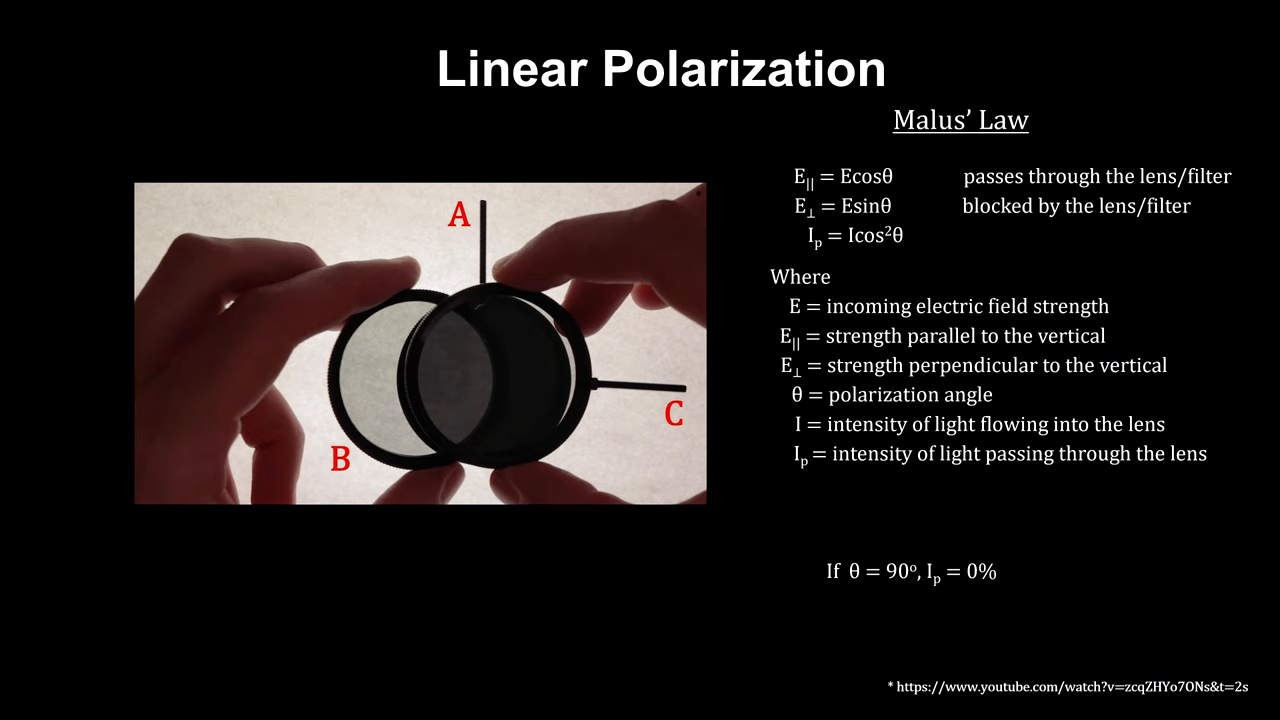 Linear Polarization
Malus’ Law
E|| = Ecosθ passes through the lens/filter
E⊥ = Esinθ blocked by the lens/filter
Ip = Icos²θ
Where
E = incoming electric field strength
E|| = strength parallel to the vertical
E⊥ = strength perpendicular to the vertical
θ = polarization angle
I = intensity of light flowing into the lens
Ip = intensity of light passing through the lens
A
C
B
If θ = 90º, Ip = 0%
* https://www.youtube.com/watch?v=zcqZHYo7ONs&t=2s